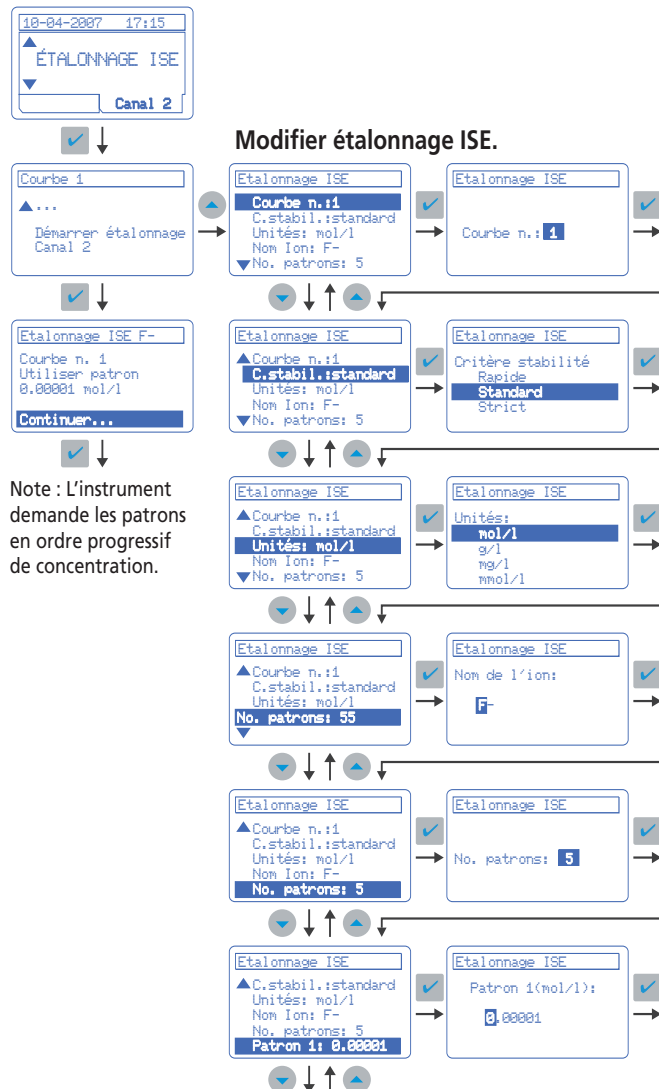 10-04-2007 17:15
ÉTALONNAGE ISE
Canal 2
Courbe 1
...
Démarrer étalonnage
Canal 2
Etalonnage ISE F-
Courbe n. 1
Utiliser patron
0.00001 mol/l
Continuer...
Note : L'instrument
demande les patrons
en ordre progressif
de concentration.
Modifier étalonnage ISE.
Etalonnage ISE
Courbe n.:1
C.stabil.:standard
Unités: mol/l
Nom Ion: F-
No. patrons: 5
Etalonnage ISE
Courbe n.: 1
Etalonnage ISE
Courbe n.:1
C.stabil.:standard
Unités: mol/l
Nom Ion: F-
No. patrons: 5
Etalonnage ISE
Critère stabilité
Rapide
Standard
Strict
Etalonnage ISE
Courbe n.:1
C.stabil.:standard
Unités: mol/l
Nom Ion: F-
No. patrons: 5
Etalonnage ISE
Unités:
mol/l
g/l
mg/l
mmol/l
Etalonnage ISE
Courbe n.:1
C.stabil.:standard
Unités: mol/l
No. patrons: 55
Etalonnage ISE
Nom de l'ion:
F-
Etalonnage ISE
Courbe n.:1
C.stabil.:standard
Unités: mol/l
Nom Ion: F-
No. patrons: 5
Etalonnage ISE
No. patrons: 5
Etalonnage ISE
C.stabil.:standard
Unités: mol/l
Nom Ion: F-
No. patrons: 5
Patron 1: 0.00001
Etalonnage ISE
Patron 1(mol/l):
0.00001